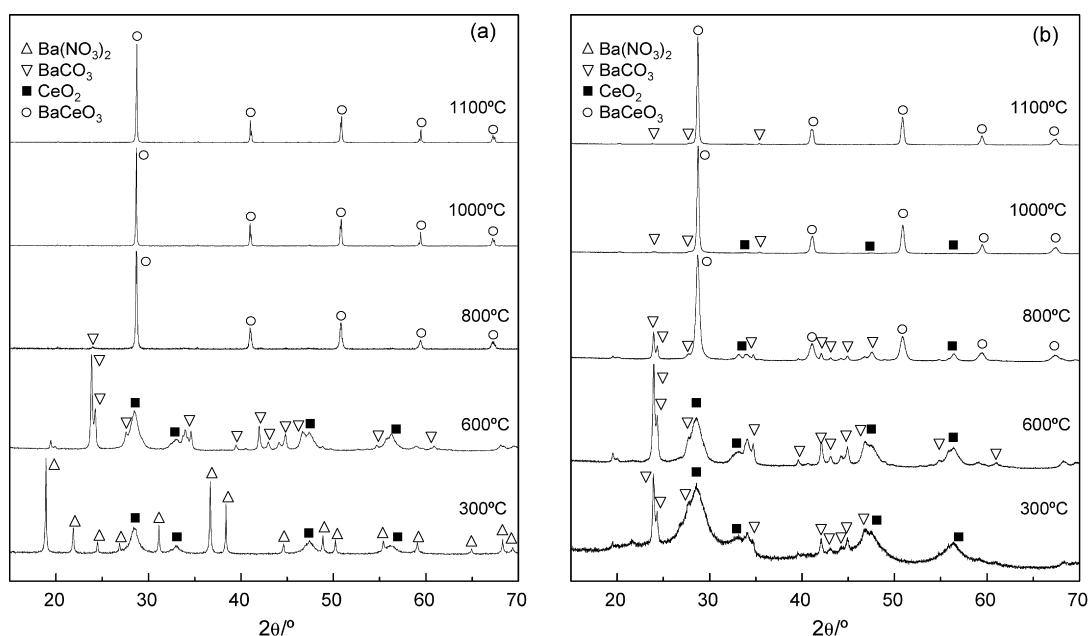 (a)
△ Ba(NO₃)₂
▽ BaCO₃
■ CeO₂
○ BaCeO₃
1100ºC
1000ºC
800ºC
600ºC
300ºC
20 30 40 50 60 70
2θ/º
(b)
△ Ba(NO₃)₂
▽ BaCO₃
■ CeO₂
○ BaCeO₃
1100ºC
1000ºC
800ºC
600ºC
300ºC
20 30 40 50 60 70
2θ/º